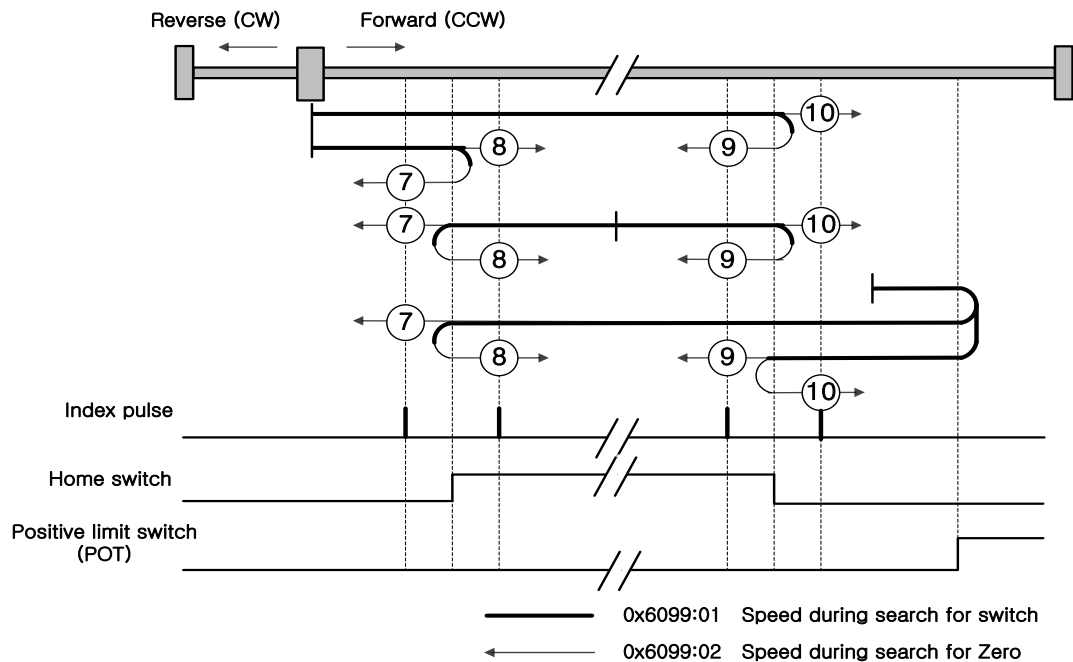 Reverse (CW) Forward (CCW)
10
8 9
7
7 10
8 9
7
8 9
10
Index pulse
Home switch
Positive limit switch
(POT)
0x6099:01 Speed during search for switch
0x6099:02 Speed during search for Zero